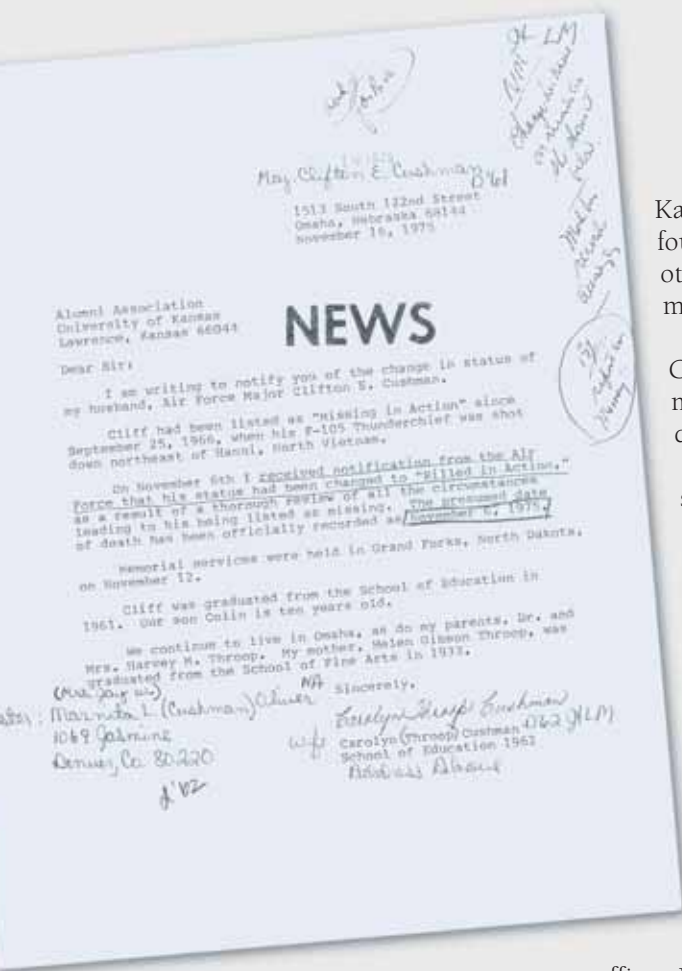 Maj. Clifton E. Cushman D'61
1513 South 122nd Street
Omaha, Nebraska 68144
November 16, 1975
Alumni Association
University of Kansas
Lawrence, Kansas 66044
NEWS
Dear Sir:
I am writing to notify you of the change in status of
my husband, Air Force Major Clifton E. Cushman.
Cliff had been listed as "Missing in Action" since
September 25, 1966, when his F-105 Thunderchief was shot
down northeast of Hanoi, North Vietnam.
On November 6th I received notification from the Air
Force that his status had been changed to "Killed in Action,"
as a result of a thorough review of all the circumstances
leading to his being listed as missing. The presumed date
of death has been officially recorded as November 6, 1975.
Memorial services were held in Grand Forks, North Dakota,
on November 12.
Cliff was graduated from the School of Education in
1961. Our son Colin is ten years old.
We continue to live in Omaha, as do my parents, Dr. and
Mrs. Harvey M. Throop. My mother, Helen Gibson Throop, was
graduated from the School of Fine Arts in 1933.
Sincerely,
Carolyn Throop Cushman
Carolyn (Throop) Cushman D'62 JLM
School of Education 1962
Address Above
(Cushman)
1069 Jasmine
Denver, Co. 80220
d'02
Ka
fou
ot
m
C
n
c